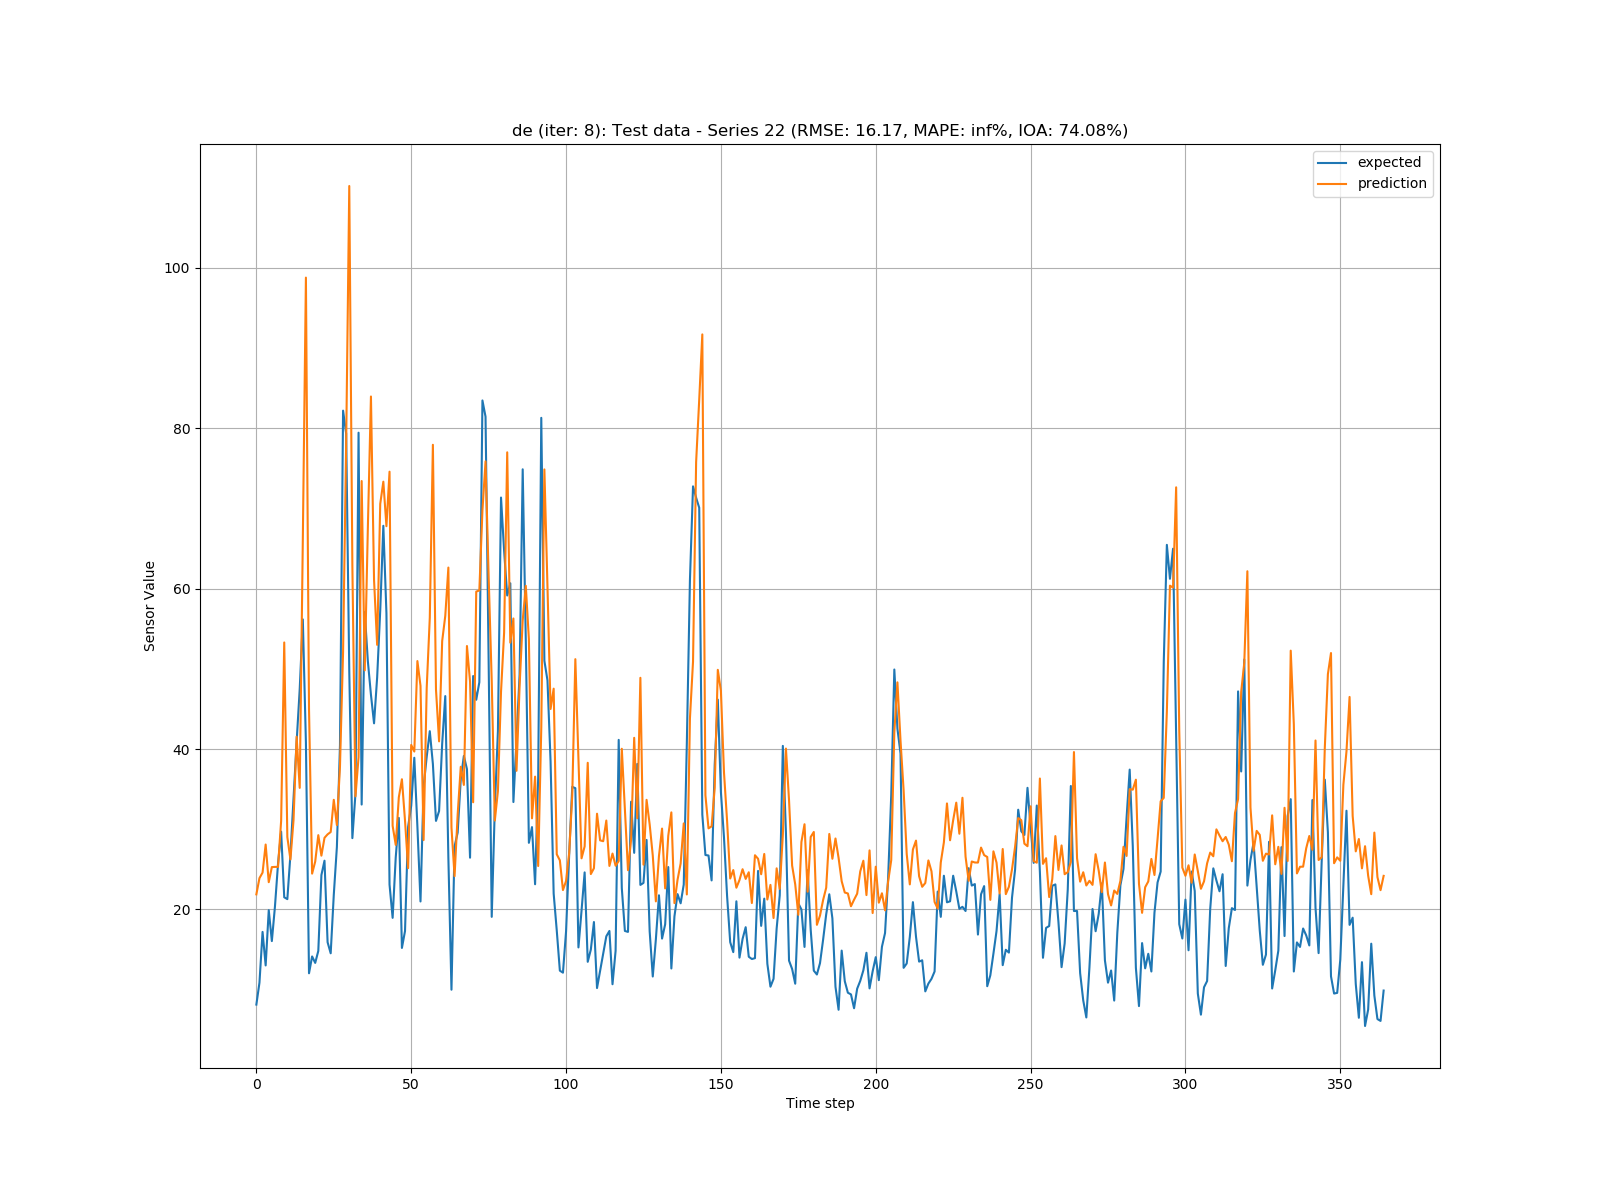 de (iter: 8): Test data - Series 22 (RMSE: 16.17, MAPE: inf%, IOA: 74.08%)
expected
prediction
100
80
60
40
20
Sensor Value
0 50 100 150 200 250 300 350
Time step